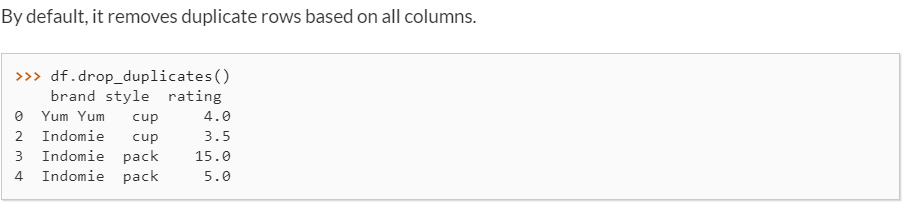 By default, it removes duplicate rows based on all columns.
>>> df.drop_duplicates()
    brand style  rating
0  Yum Yum   cup     4.0
2  Indomie   cup     3.5
3  Indomie  pack    15.0
4  Indomie  pack     5.0